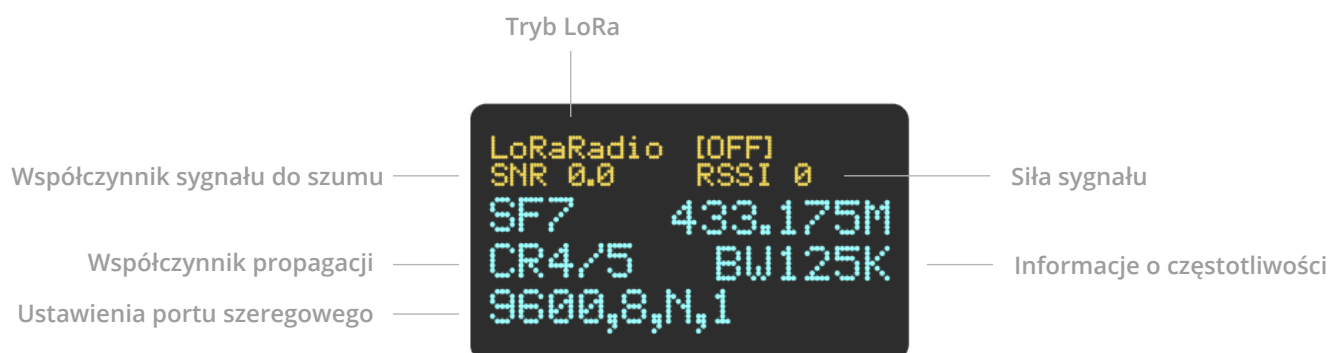 Tryb LoRa
LoRaRadio [OFF]
Współczynnik sygnału do szumu
SNR 0.0 RSSI 0
Siła sygnału
SF7 433.175M
Współczynnik propagacji
CR4/5 BW125K
Informacje o częstotliwości
Ustawienia portu szeregowego
9600,8,N,1